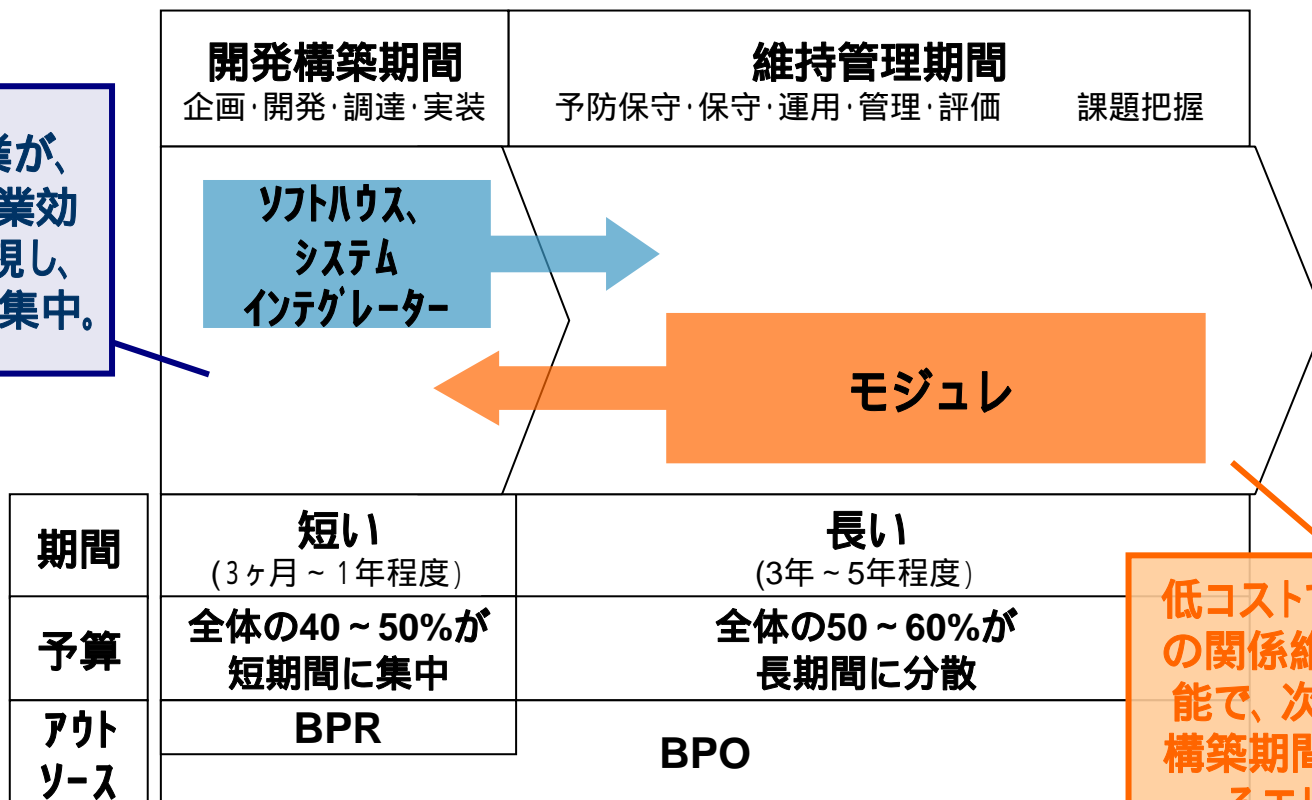 開発構築期間
企画・開発・調達・実装
維持管理期間
予防保守・保守・運用・管理・評価 課題把握
業が、
業効
現し、
集中。
ソフトハウス、
システム
インテグレーター
モジュレ
期間
短い
(3ヶ月~1年程度)
長い
(3年~5年程度)
予算
全体の40~50%が
短期間に集中
全体の50~60%が
長期間に分散
アウト
ソース
BPR
BPO
低コスト
の関係維
能で、次
構築期間